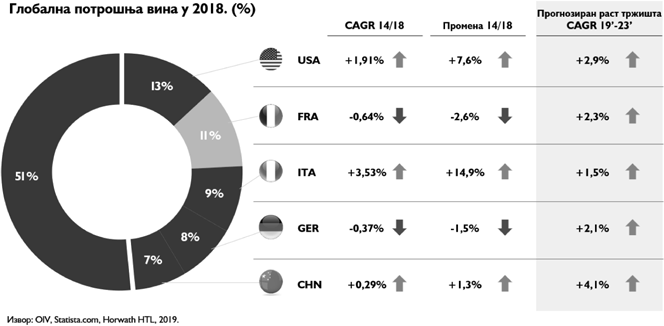 Глобална потрошња вина у 2018. (%)
CAGR 14/18 Промена 14/18 Прогнозиран раст тржишта
CAGR 19’-23’
13%
11%
9%
8%
7%
51%
USA +1,91% +7,6% +2,9%
FRA -0,64% -2,6% +2,3%
ITA +3,53% +14,9% +1,5%
GER -0,37% -1,5% +2,1%
CHN +0,29% +1,3% +4,1%
Извор: OIV, Statista.com, Horwath HTL, 2019.